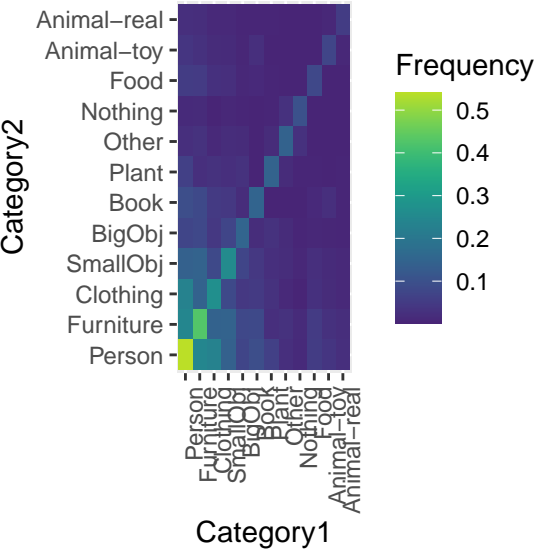 Category2
Animal−real
Animal−toy
Food
Nothing
Other
Plant
Book
BigObj
SmallObj
Clothing
Furniture
Person
Person
Furniture
Clothing
SmallObj
BigObj
Book
Plant
Other
Nothing
Food
Animal−toy
Animal−real
Category1
Frequency
0.5
0.4
0.3
0.2
0.1